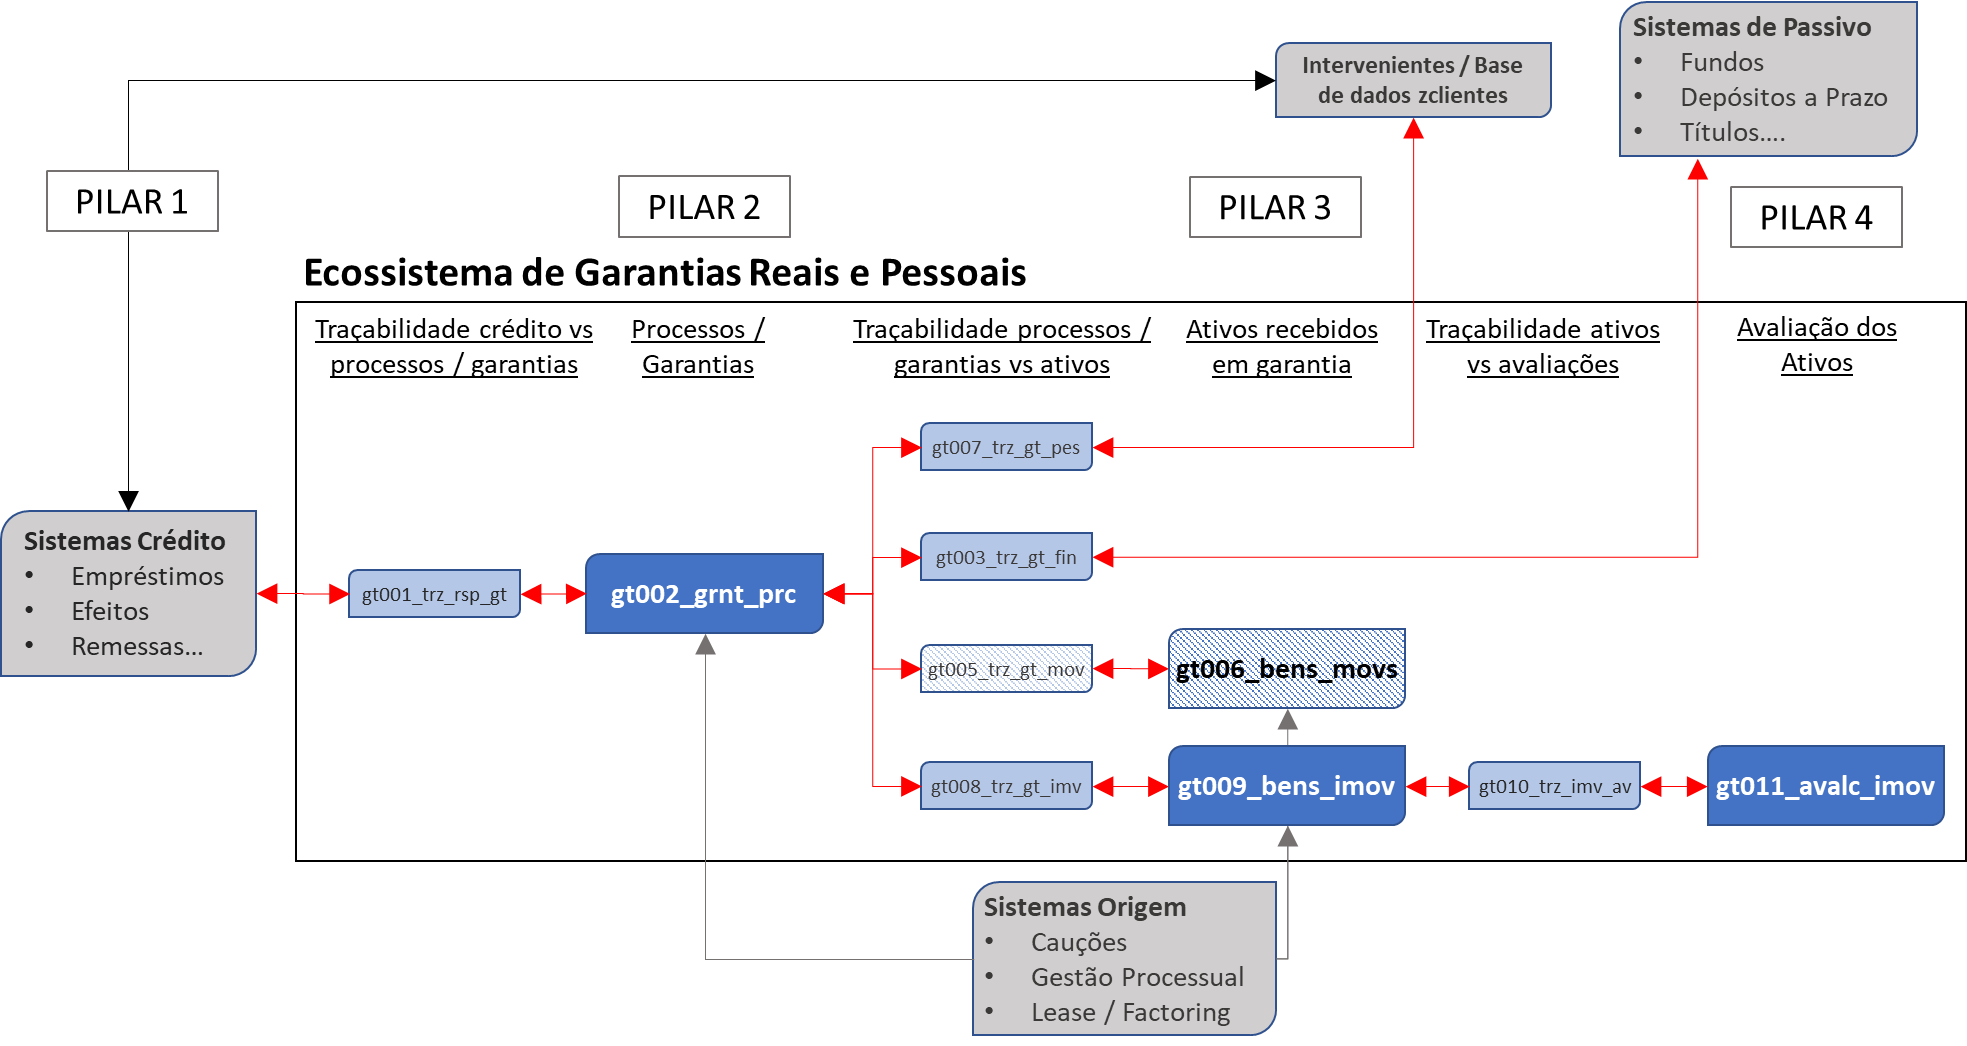 Sistemas de Passivo
• Fundos
• Depósitos a Prazo
• Títulos....
Intervenientes / Base
de dados zclientes
PILAR 1
PILAR 2
PILAR 3
PILAR 4
Ecossistema de Garantias Reais e Pessoais
Traçabilidade crédito vs
processos / garantias
Processos /
Garantias
Traçabilidade processos /
garantias vs ativos
Ativos recebidos
em garantia
Traçabilidade ativos
vs avaliações
Avaliação dos
Ativos
gt007_trz_gt_pes
gt003_trz_gt_fin
Sistemas Crédito
• Empréstimos
• Efeitos
• Remessas...
gt001_trz_rsp_gt
gt002_grnt_prc
gt005_trz_gt_mov
gt006_bens_movs
gt008_trz_gt_imv
gt009_bens_imov
gt010_trz_imv_av
gt011_avalc_imov
Sistemas Origem
• Cauções
• Gestão Processual
• Lease / Factoring